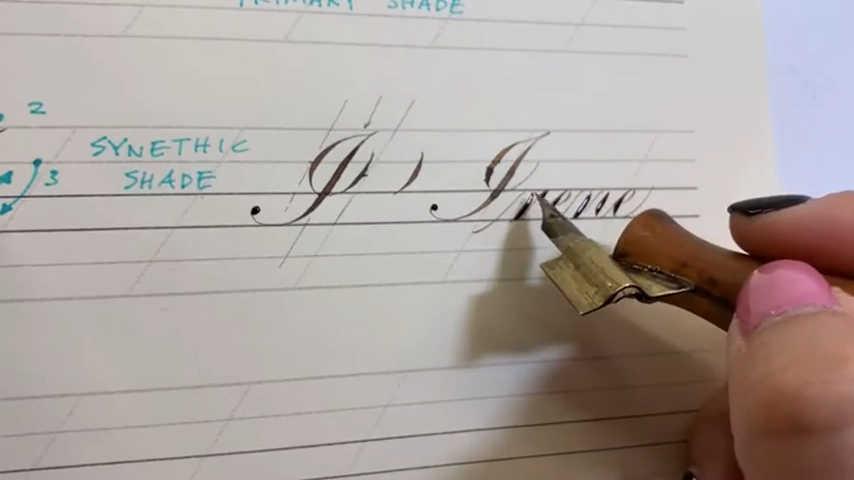 PRIMARY SHADE
2
SYNETHIC
SHADE
3
I
Irene